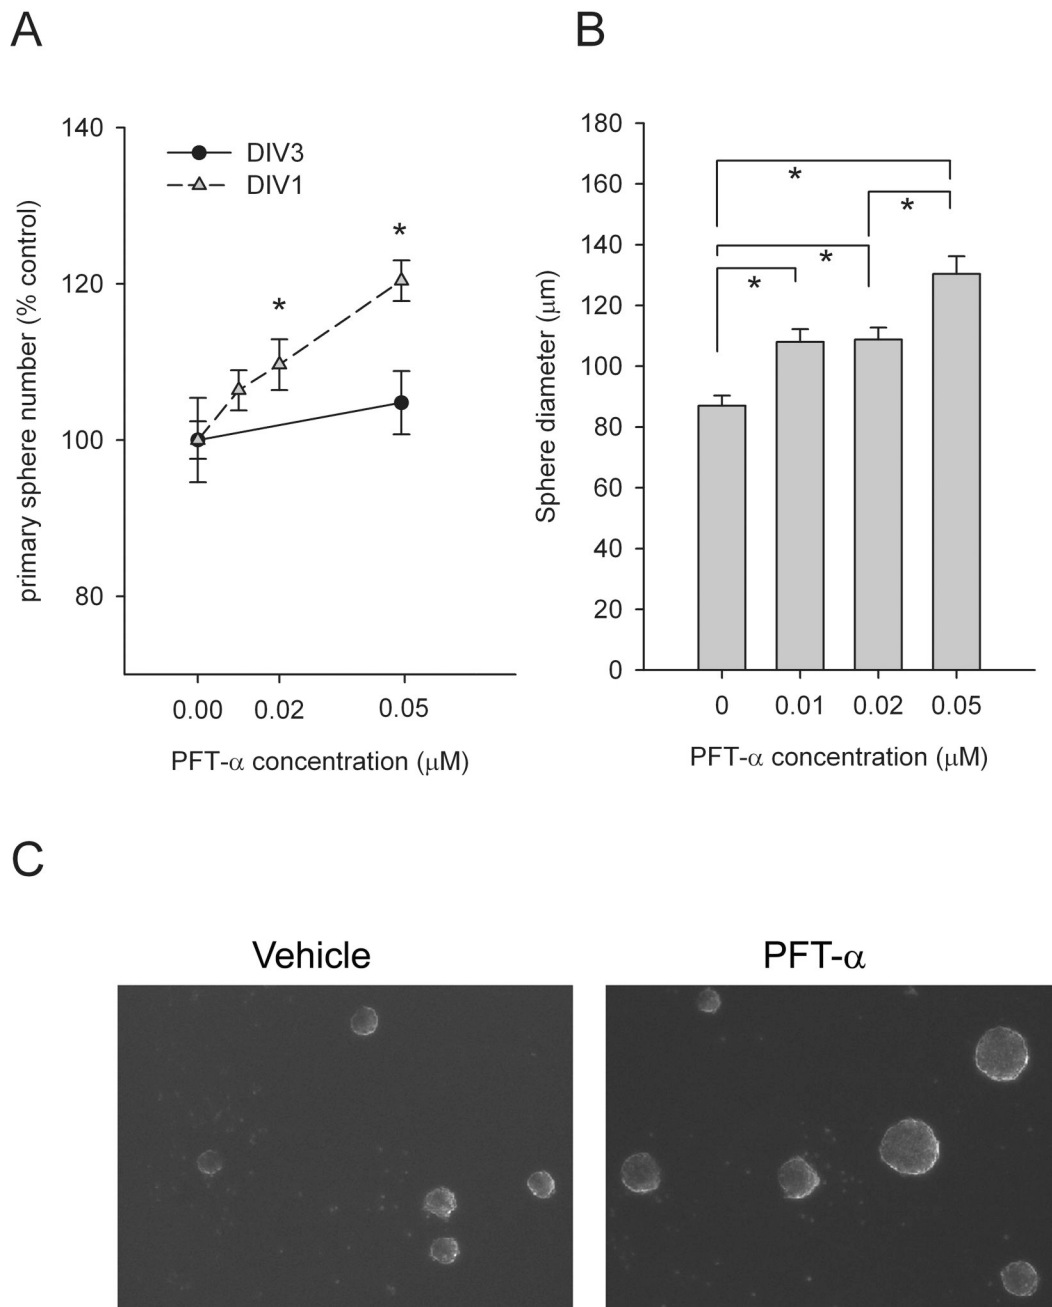 A
140
120
100
80
primary sphere number (% control)
DIV3
DIV1
*
*
0.00 0.02 0.05
PFT-α concentration (μM)
B
180
160
140
120
100
80
60
40
20
0
Sphere diameter (μm)
*
*
*
*
0 0.01 0.02 0.05
PFT-α concentration (μM)
C
Vehicle
PFT-α